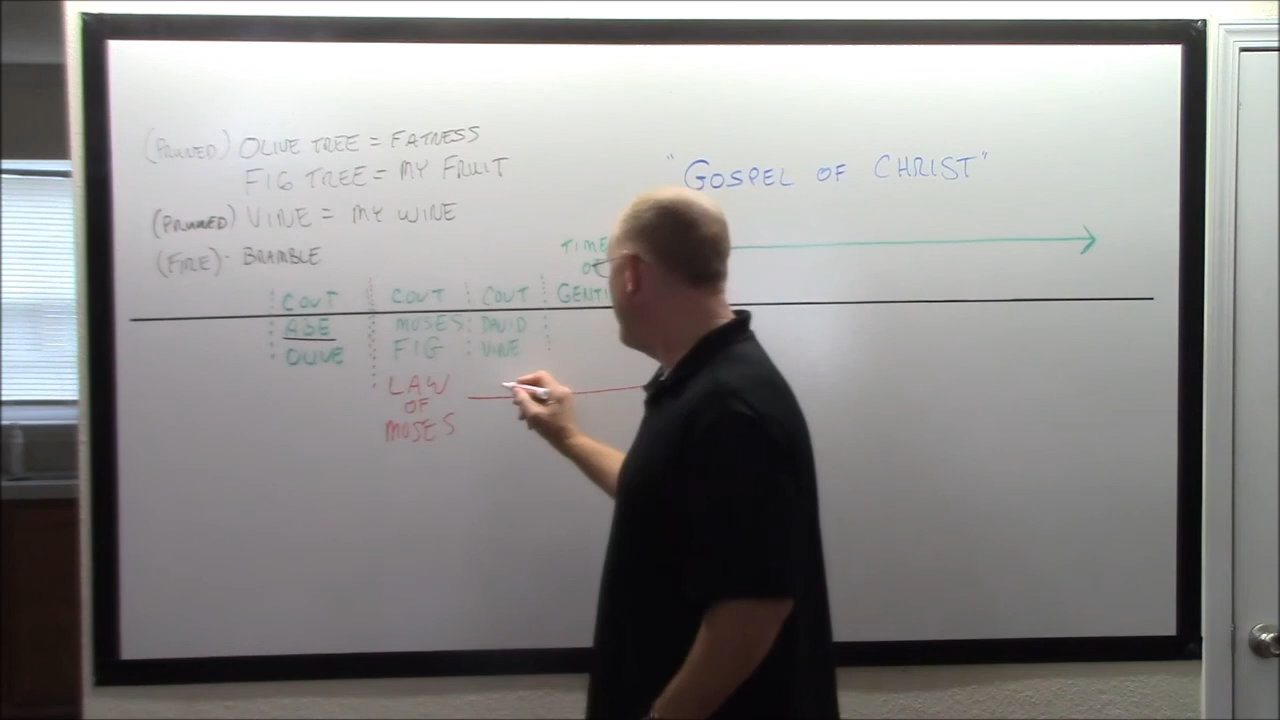 (PRUNED) OLIVE TREE = FATNESS
FIG TREE = MY FRUIT
(PRUNED) VINE = MY WINE
(FIRE)- BRAMBLE
"GOSPEL OF CHRIST"
TIME
OF
GENTI
COVT COVT COVT
ABE MOSES DAVID
OLIVE FIG VINE
LAW
OF
MOSES